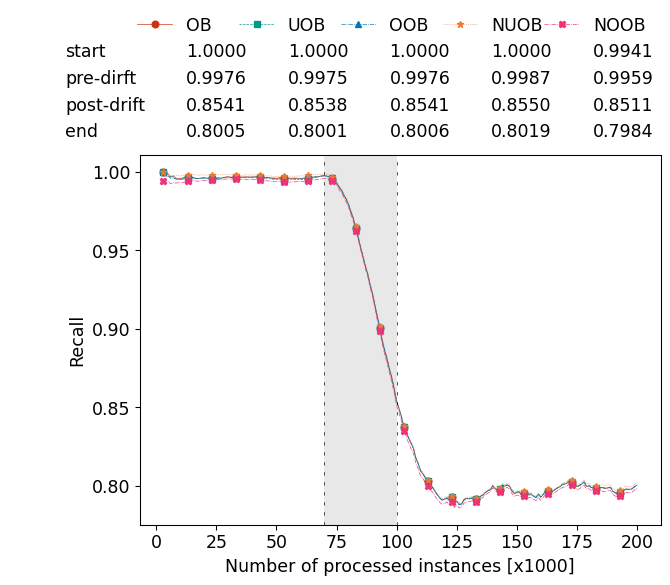 OB UOB OOB NUOB NOOB
start 1.0000 1.0000 1.0000 1.0000 0.9941
pre-dirft 0.9976 0.9975 0.9976 0.9987 0.9959
post-drift 0.8541 0.8538 0.8541 0.8550 0.8511
end 0.8005 0.8001 0.8006 0.8019 0.7984
1.00
0.95
0.90
0.85
0.80
Recall
0 25 50 75 100 125 150 175 200
Number of processed instances [x1000]